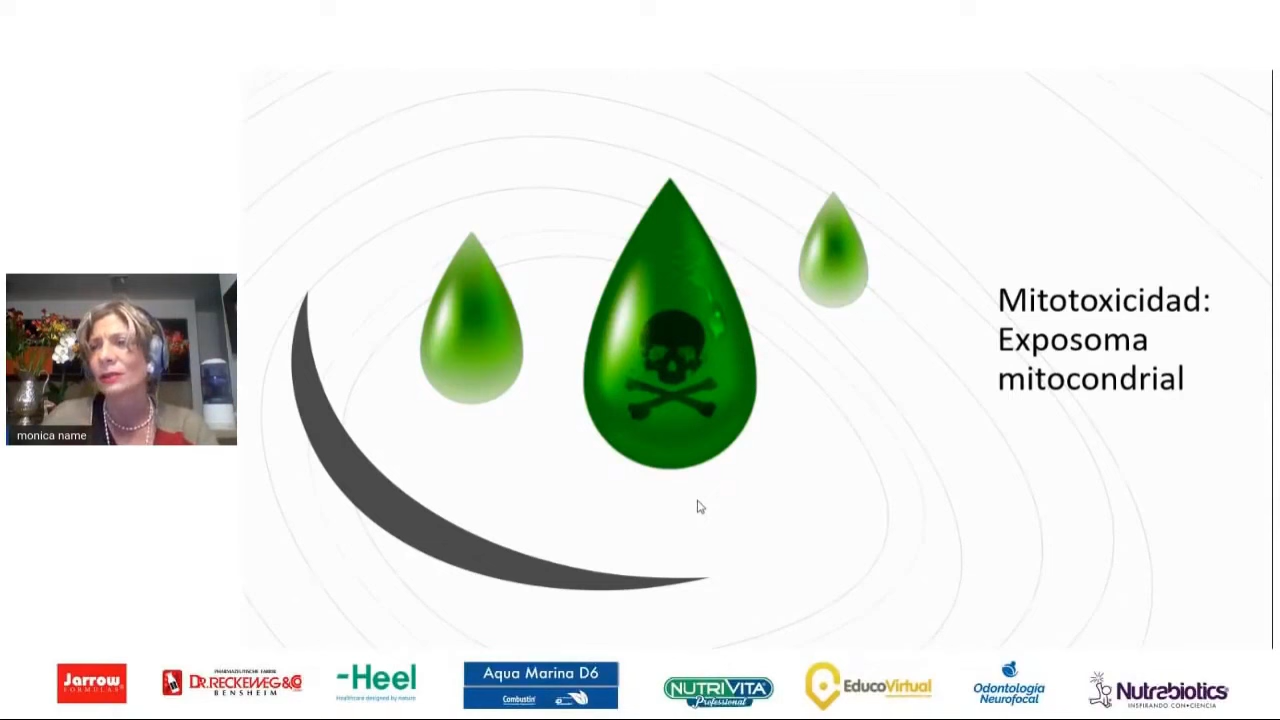 Mitotoxicidad:
Exposoma
mitocondrial
monica name
Jarrow
FORMULAS
PHARMAZEUTISCHE FABRIK
DR.RECKEWEG&CO
BENSHEIM
-Heel
Healthcare designed by nature
Aqua Marina D6
Combustin
NUTRIVITA
Professional
EducoVirtual
Odontología
Neurofocal
Nutrabiotics
INSPIRANDO CON•CIENCIA